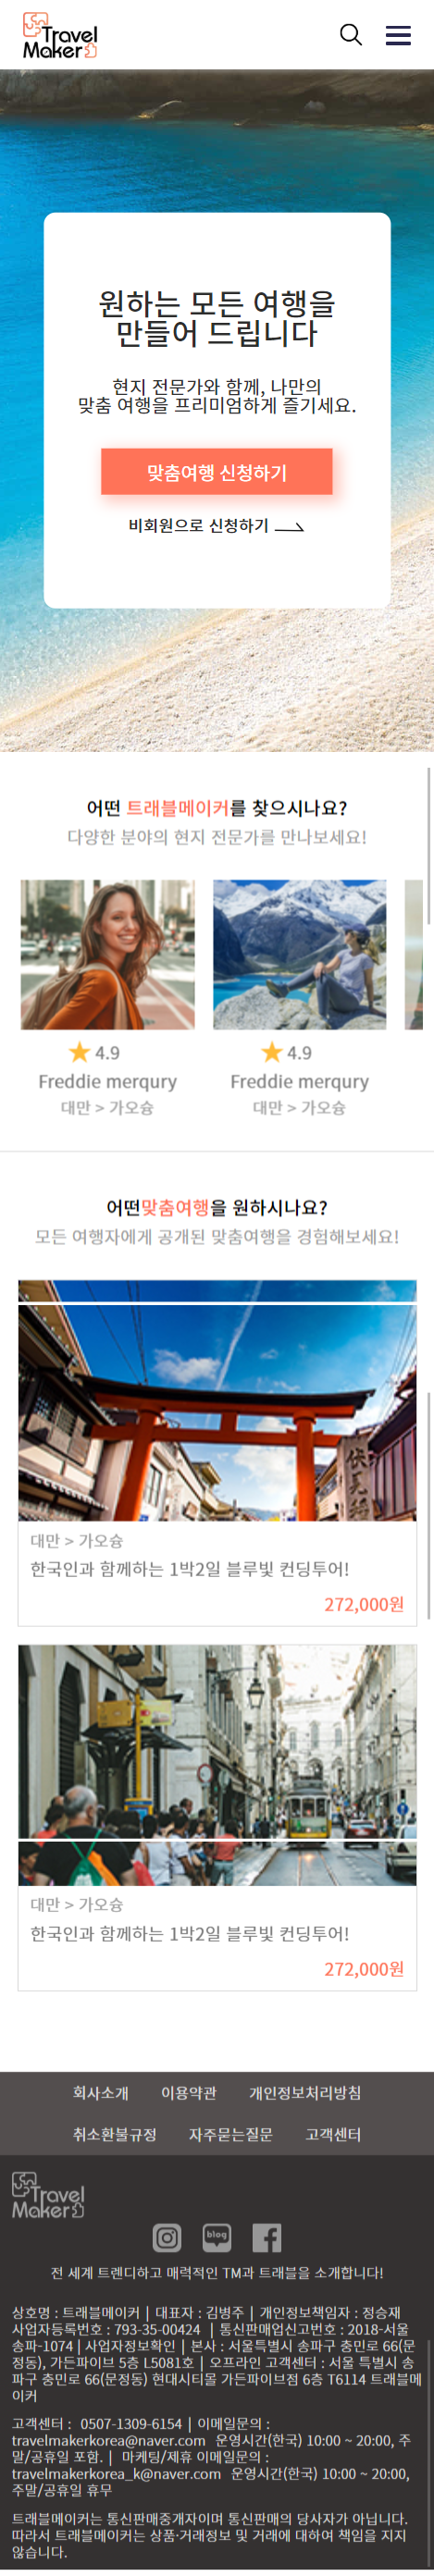 Travel
Maker
원하는 모든 여행을
만들어 드립니다
현지 전문가와 함께, 나만의
맞춤 여행을 프리미엄하게 즐기세요.
맞춤여행 신청하기
비회원으로 신청하기
어떤 트래블메이커를 찾으시나요?
다양한 분야의 현지 전문가를 만나보세요!
4.9
4.9
Freddie merqury
Freddie merqury
대만 > 가오슝
대만 > 가오슝
어떤맞춤여행을 원하시나요?
모든 여행자에게 공개된 맞춤여행을 경험해보세요!
대만 > 가오슝
한국인과 함께하는 1박2일 블루빛 컨딩투어!
272,000원
대만 > 가오슝
한국인과 함께하는 1박2일 블루빛 컨딩투어!
272,000원
회사소개 이용약관 개인정보처리방침
취소환불규정 자주묻는질문 고객센터
Travel
Maker
blog
전 세계 트렌디하고 매력적인 TM과 트래블을 소개합니다!
상호명 : 트래블메이커 | 대표자 : 김병주 | 개인정보책임자 : 정승재
사업자등록번호 : 793-35-00424 | 통신판매업신고번호 : 2018-서울
송파-1074 | 사업자정보확인 | 본사 : 서울특별시 송파구 충민로 66(문
정동), 가든파이브 5층 L5081호 | 오프라인 고객센터 : 서울 특별시 송
파구 충민로 66(문정동) 현대시티몰 가든파이브점 6층 T6114 트래블메
이커
고객센터 : 0507-1309-6154 | 이메일문의 :
travelmakerkorea@naver.com 운영시간(한국) 10:00 ~ 20:00, 주
말/공휴일 포함. | 마케팅/제휴 이메일문의 :
travelmakerkorea_k@naver.com 운영시간(한국) 10:00 ~ 20:00,
주말/공휴일 휴무
트래블메이커는 통신판매중개자이며 통신판매의 당사자가 아닙니다.
따라서 트래블메이커는 상품·거래정보 및 거래에 대하여 책임을 지지
않습니다.